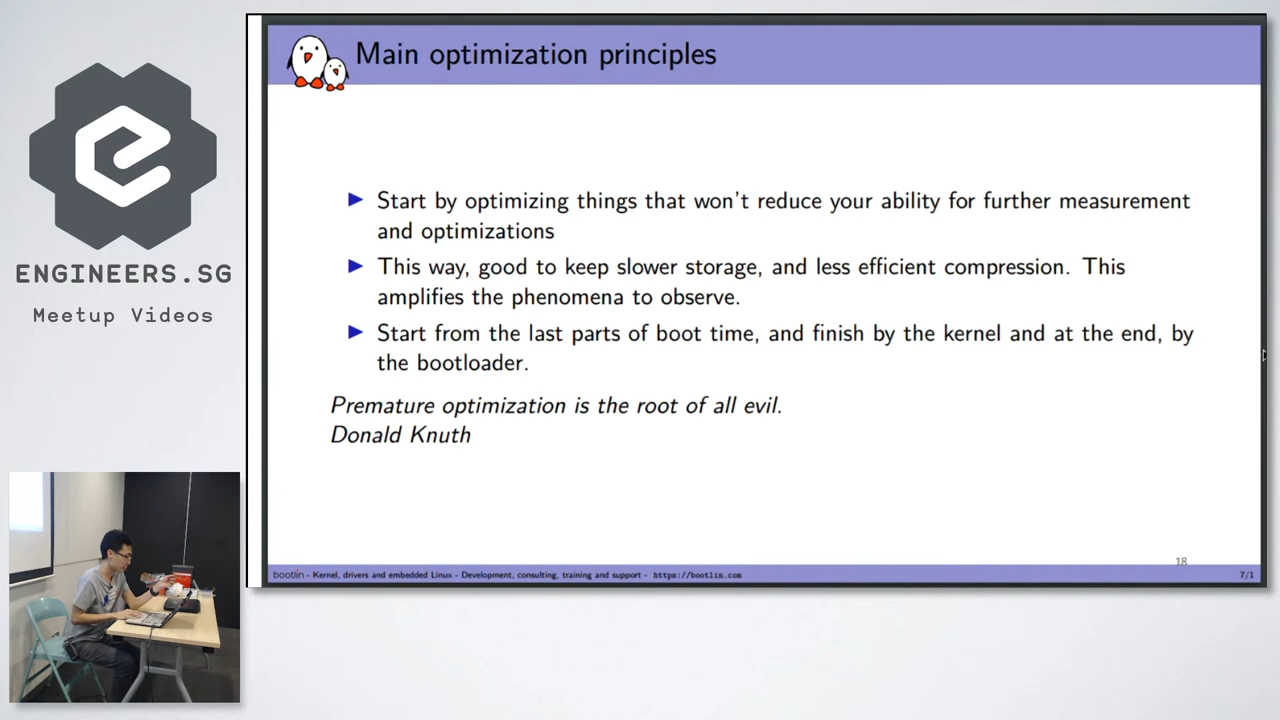 Main optimization principles
Start by optimizing things that won't reduce your ability for further measurement
and optimizations
This way, good to keep slower storage, and less efficient compression. This
amplifies the phenomena to observe.
Start from the last parts of boot time, and finish by the kernel and at the end, by
the bootloader.
Premature optimization is the root of all evil.
Donald Knuth
18
bootlin - Kernel, drivers and embedded Linux - Development, consulting, training and support - https://bootlin.com
7/1
ENGINEERS.SG
Meetup Videos